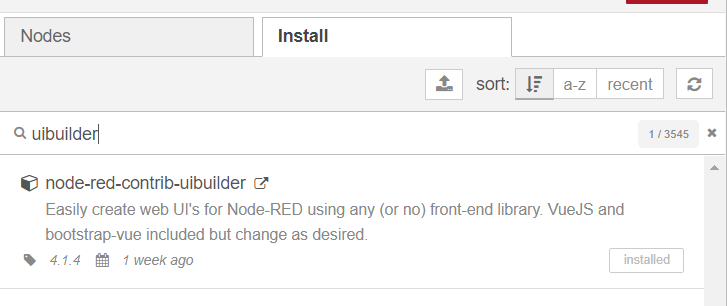 Nodes
Install
sort: a-z recent
uibuilder 1 / 3545
node-red-contrib-uibuilder
Easily create web UI's for Node-RED using any (or no) front-end library. VueJS and
bootstrap-vue included but change as desired.
4.1.4 1 week ago installed